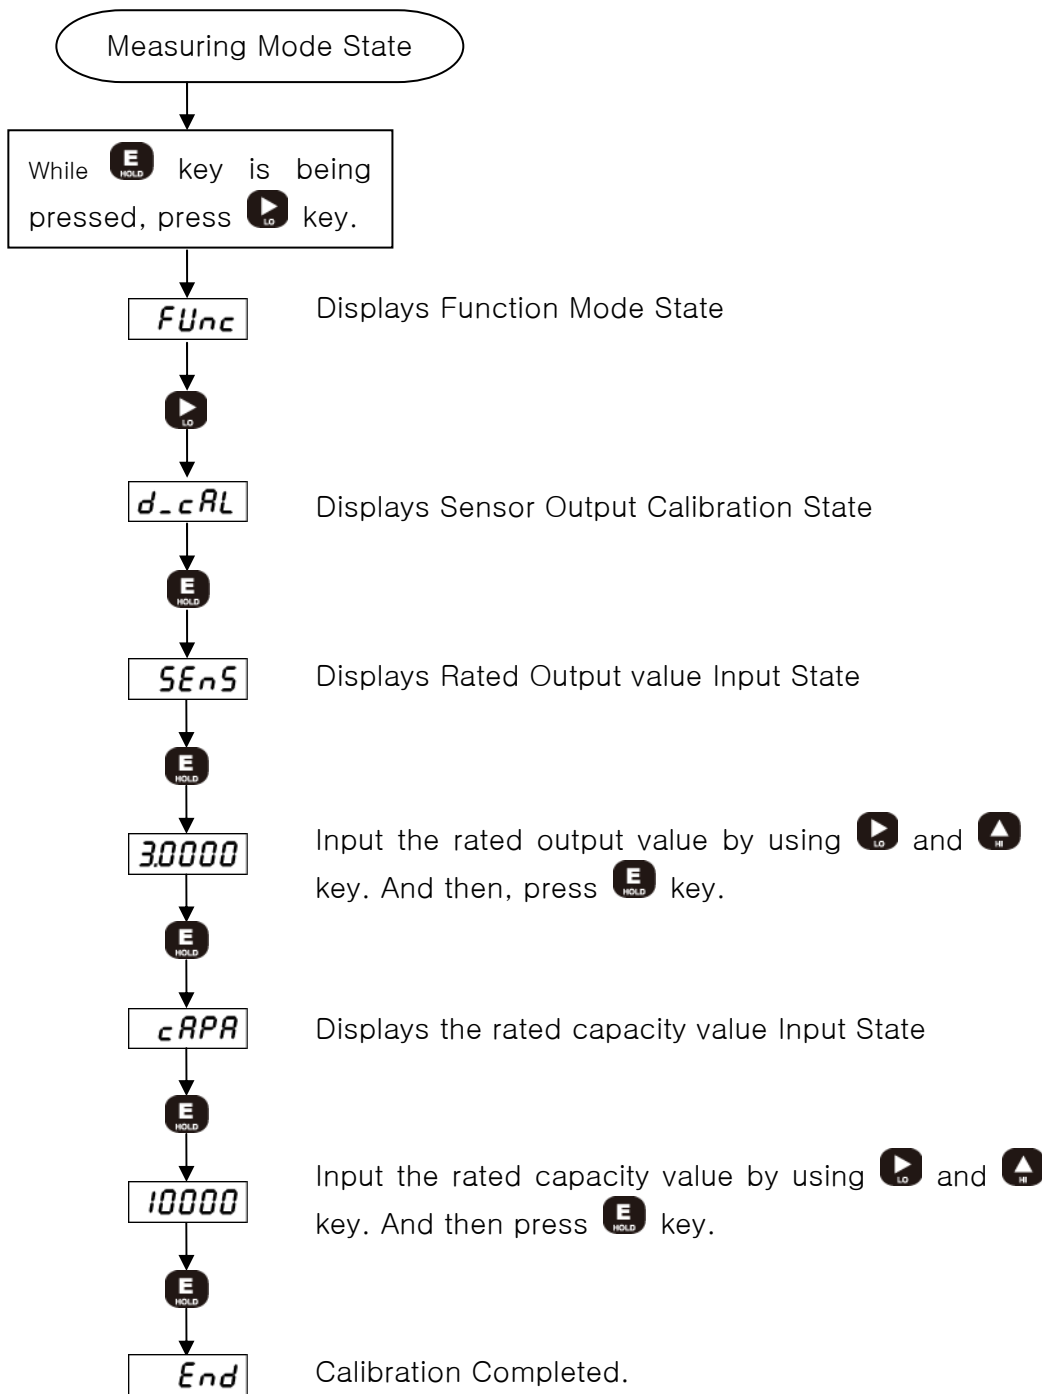 Measuring Mode State
While E HOLD key is being
pressed, press LO key.
FUnc
Displays Function Mode State
LO
d_cAL
Displays Sensor Output Calibration State
E HOLD
SEnS
Displays Rated Output value Input State
E HOLD
3.0000
Input the rated output value by using LO and HI
key. And then, press E HOLD key.
E HOLD
cAPA
Displays the rated capacity value Input State
E HOLD
10000
Input the rated capacity value by using LO and HI
key. And then press E HOLD key.
E HOLD
End
Calibration Completed.